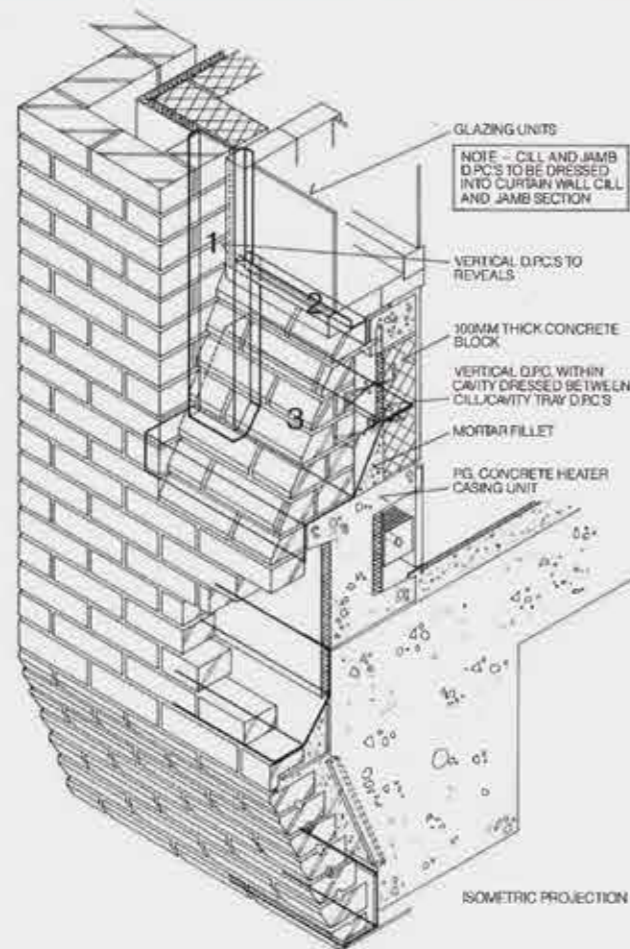 GLAZING UNITS
NOTE - CILL AND JAMB
D.P.C'S TO BE DRESSED
INTO CURTAIN WALL CILL
AND JAMB SECTION
1
VERTICAL D.P.C.S TO
REVEALS
2
100MM THICK CONCRETE
BLOCK
VERTICAL D.P.C. WITHIN
CAVITY DRESSED BETWEEN
CILL/CAVITY TRAY D.P.C'S
3
MORTAR FILLET
P.G. CONCRETE HEATER
CASING UNIT
ISOMETRIC PROJECTION